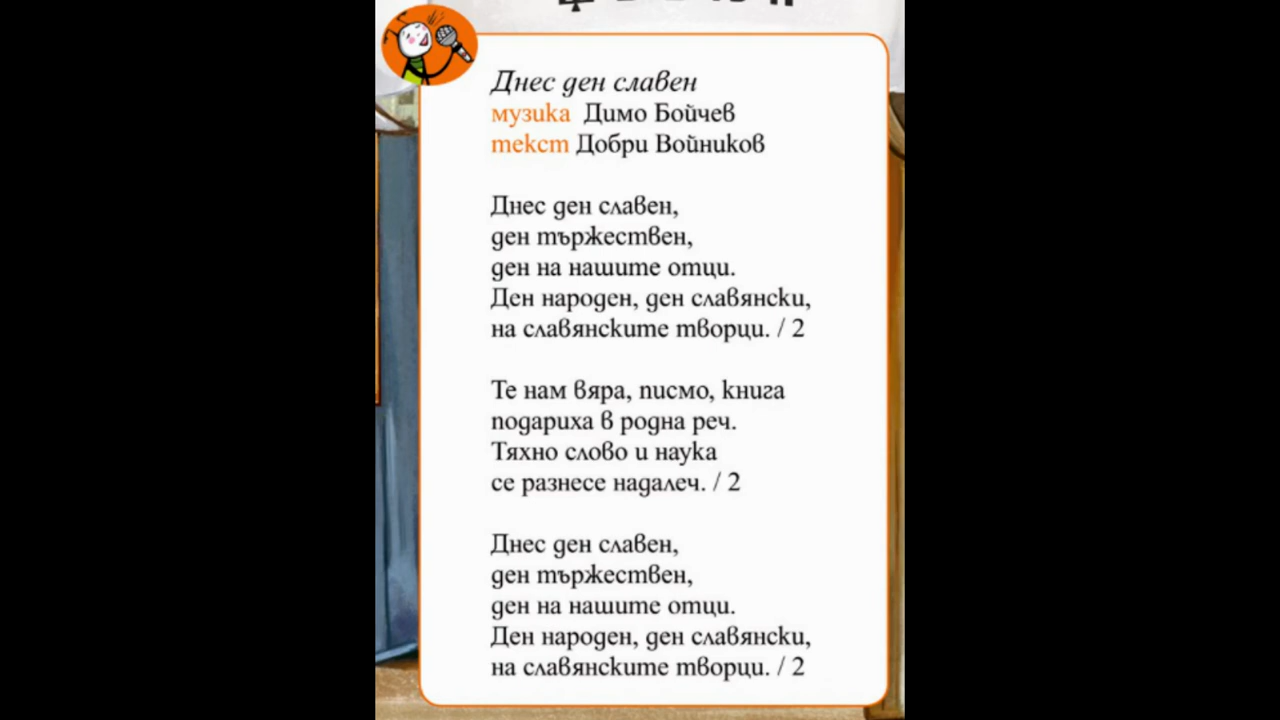 Днес ден славен
музика Димо Бойчев
текст Добри Войников
Днес ден славен,
ден тържествен,
ден на нашите отци.
Ден народен, ден славянски,
на славянските творци. / 2
Те нам вяра, писмо, книга
подариха в родна реч.
Тяхно слово и наука
се разнесе надалеч. / 2
Днес ден славен,
ден тържествен,
ден на нашите отци.
Ден народен, ден славянски,
на славянските творци. / 2